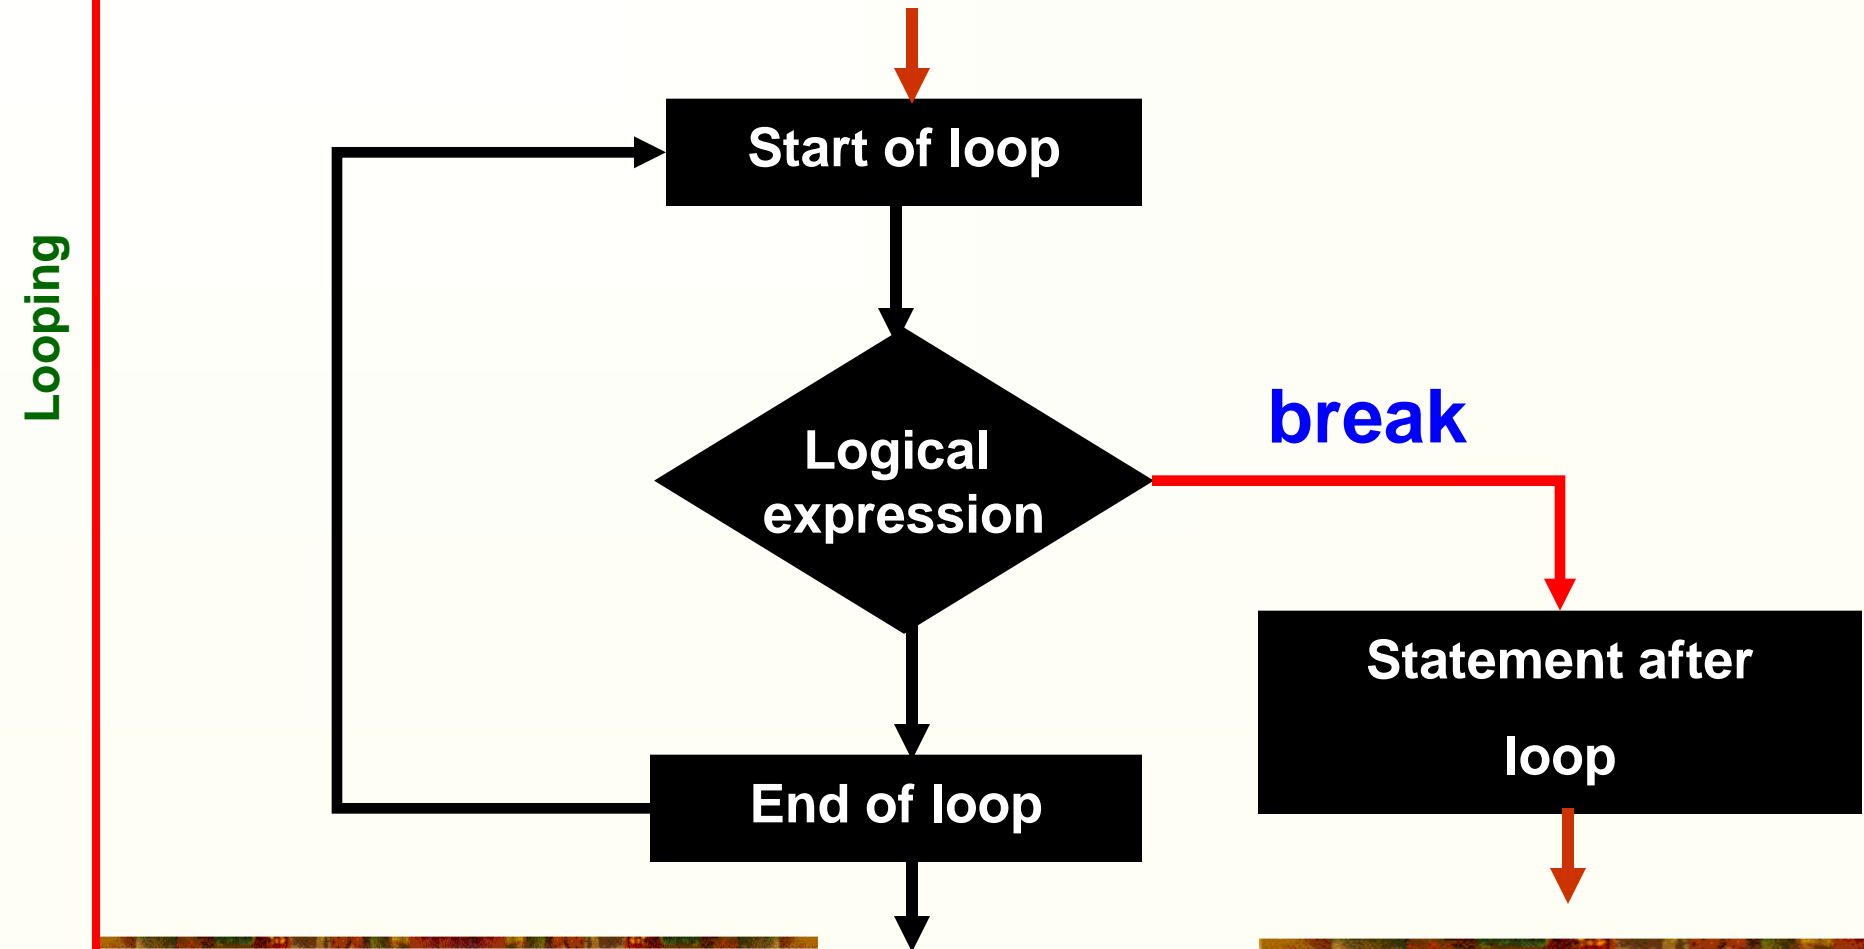 Looping
Start of loop
Logical
expression
break
Statement after
loop
End of loop